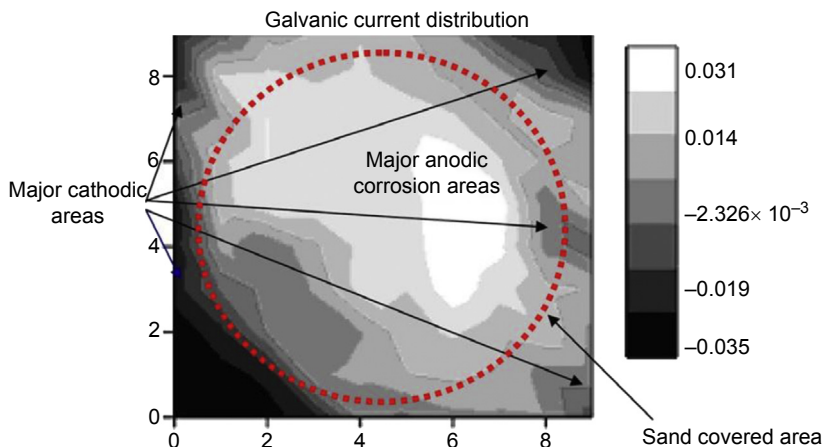 Galvanic current distribution
8
6
4
2
0
0 2 4 6 8
Major cathodic
areas
Major anodic
corrosion areas
0.031
0.014
–2.326× 10⁻³
–0.019
–0.035
Sand covered area